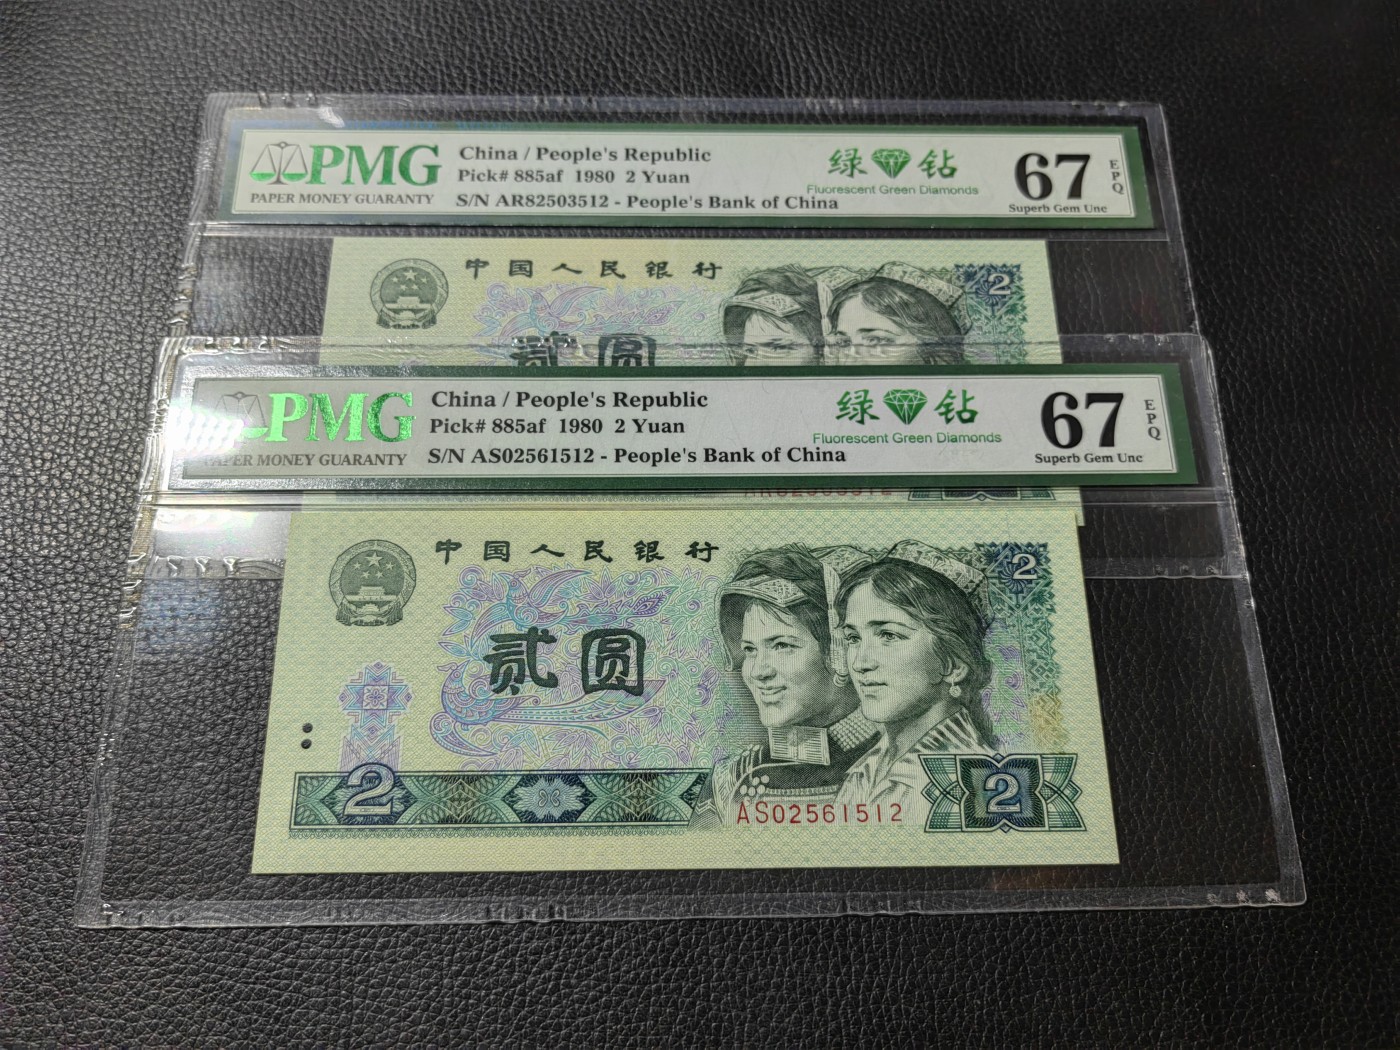 PMG
PAPER MONEY GUARANTY
China / People's Republic
Pick# 885af 1980 2 Yuan
S/N AR82503512 - People's Bank of China
绿 钻
Fluorescent Green Diamonds
67
EPQ
Superb Gem Unc
中国人民银行
2
贰圆
PMG
PAPER MONEY GUARANTY
China / People's Republic
Pick# 885af 1980 2 Yuan
S/N AS02561512 - People's Bank of China
绿 钻
Fluorescent Green Diamonds
67
EPQ
Superb Gem Unc
AR82503512
中国人民银行
2
贰圆
2
AS02561512
2